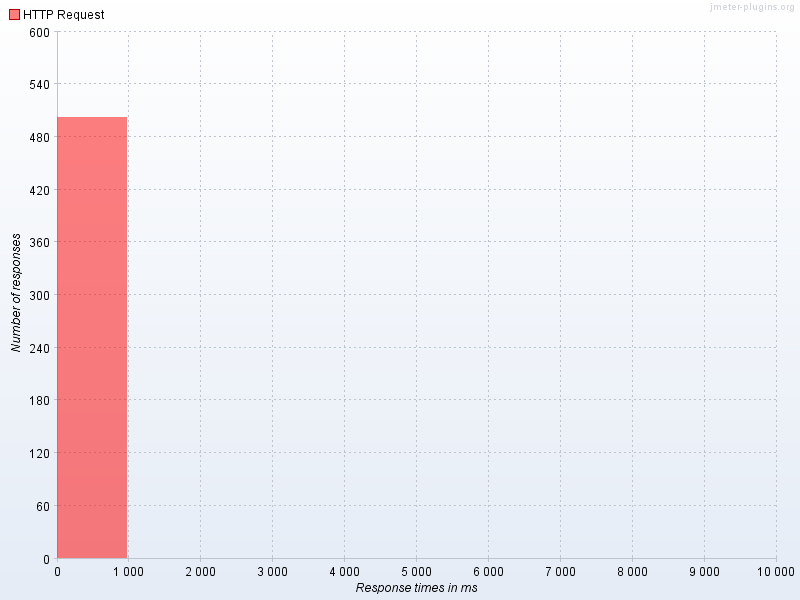 jmeter-plugins.org
HTTP Request
600
540
480
420
360
300
240
180
120
60
0
Number of responses
0 1 000 2 000 3 000 4 000 5 000 6 000 7 000 8 000 9 000 10 000
Response times in ms